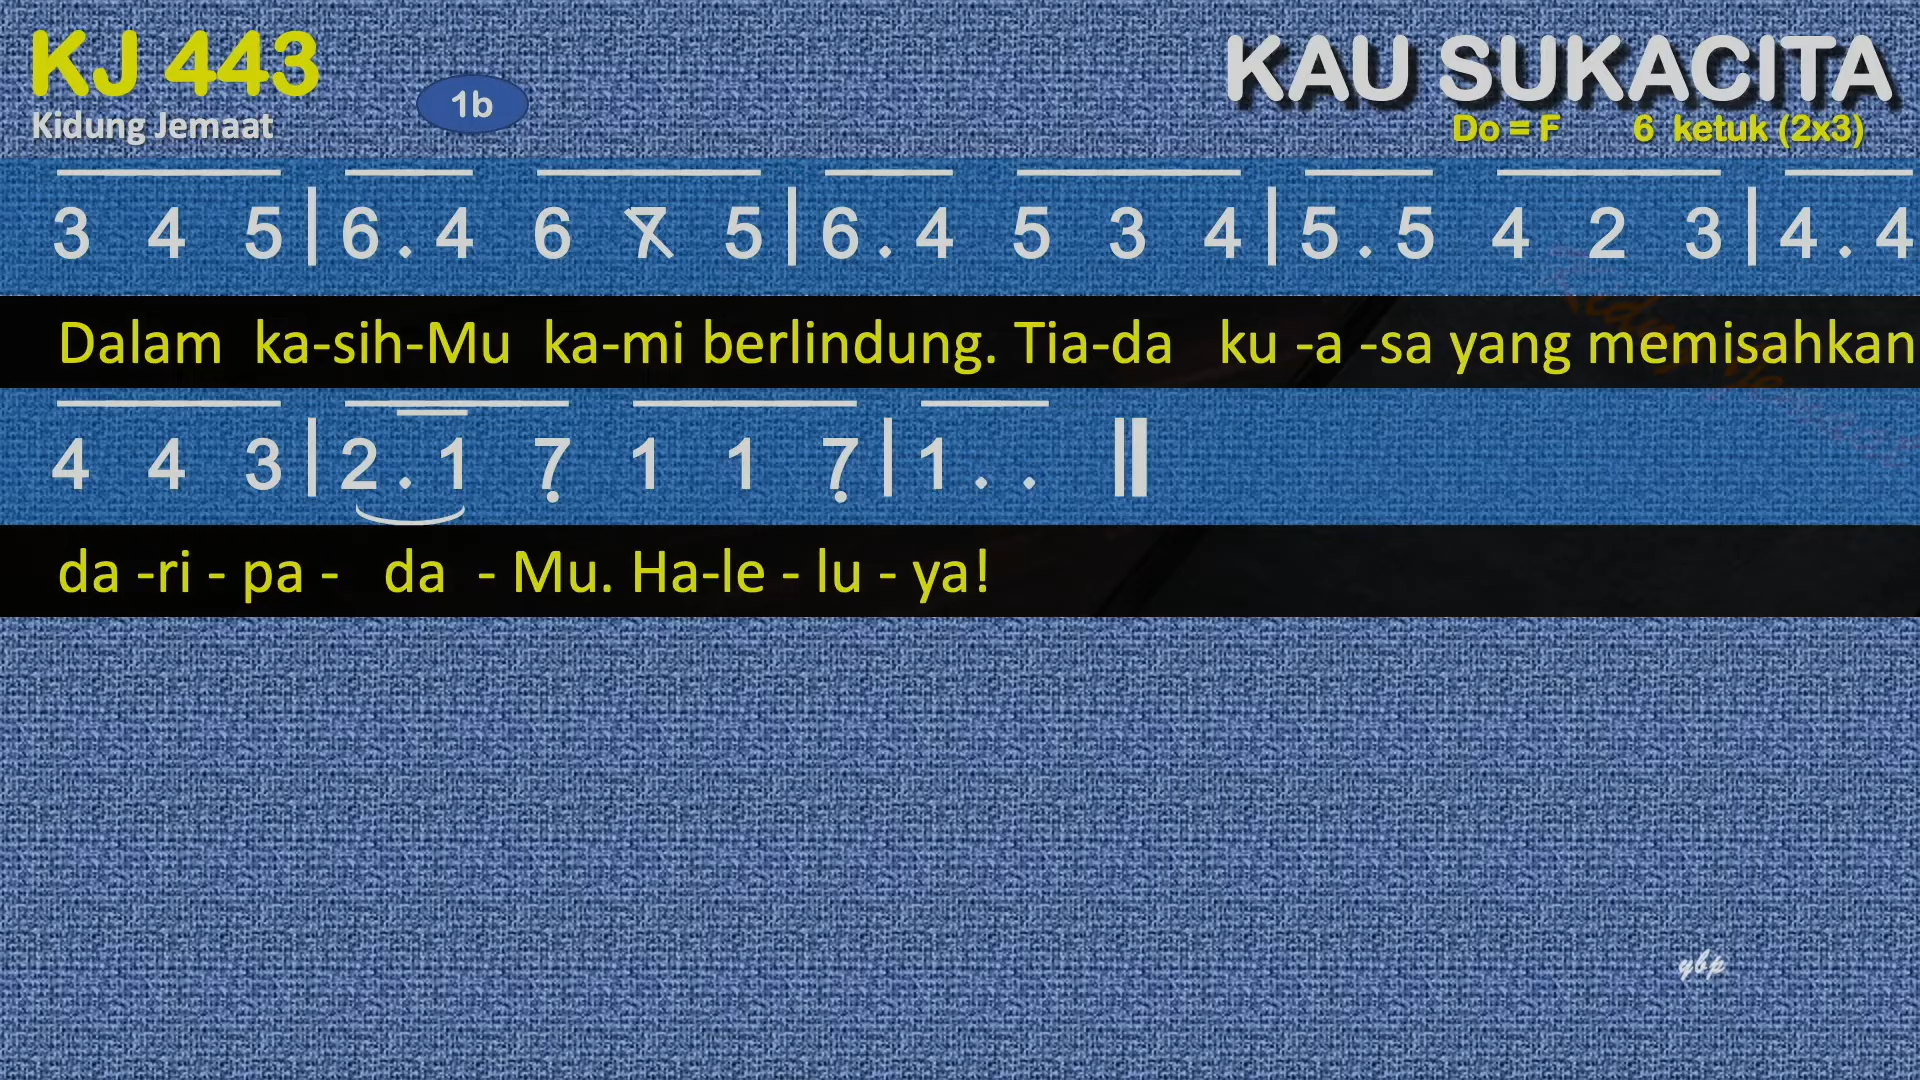 KJ 443
Kidung Jemaat
1b
KAU SUKACITA
Do = F 6 ketuk (2x3)
3 4 5 | 6 . 4 6 7̸ 5 | 6 . 4 5 3 4 | 5 . 5 4 2 3 | 4 . 4
Dalam ka-sih-Mu ka-mi berlindung. Tia-da ku -a -sa yang memisahkan
4 4 3 | 2 . 1 7̣ 1 1 7̣ | 1 . . ||
da -ri - pa - da - Mu. Ha-le - lu - ya!
ybp